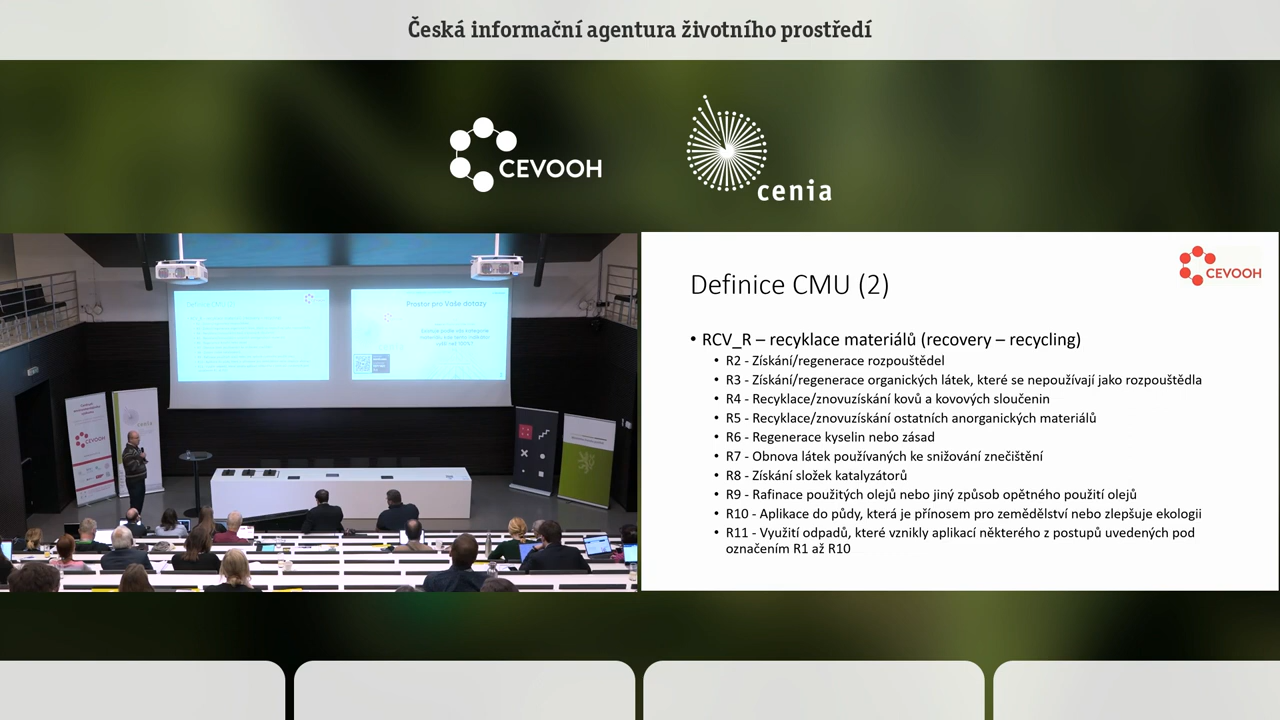 Česká informační agentura životního prostředí
CEVOOH
cenia
CEVOOH
Definice CMU (2)
• RCV_R – recyklace materiálů (recovery – recycling)
• R2 - Získání/regenerace rozpouštědel
• R3 - Získání/regenerace organických látek, které se nepoužívají jako rozpouštědla
• R4 - Recyklace/znovuzískání kovů a kovových sloučenin
• R5 - Recyklace/znovuzískání ostatních anorganických materiálů
• R6 - Regenerace kyselin nebo zásad
• R7 - Obnova látek používaných ke snižování znečištění
• R8 - Získání složek katalyzátorů
• R9 - Rafinace použitých olejů nebo jiný způsob opětného použití olejů
• R10 - Aplikace do půdy, která je přínosem pro zemědělství nebo zlepšuje ekologii
• R11 - Využití odpadů, které vznikly aplikací některého z postupů uvedených pod
označením R1 až R10
Prostor pro Vaše dotazy
CEVOOH
cenia